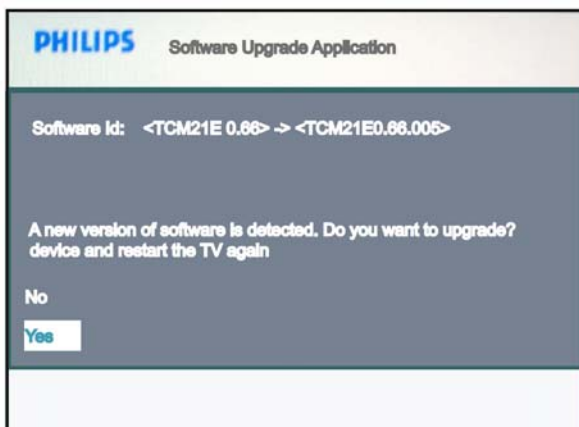 PHILIPS Software Upgrade Application
Software Id: <TCM21E 0.66> -> <TCM21E0.66.005>
A new version of software is detected. Do you want to upgrade?
device and restart the TV again
No
Yes